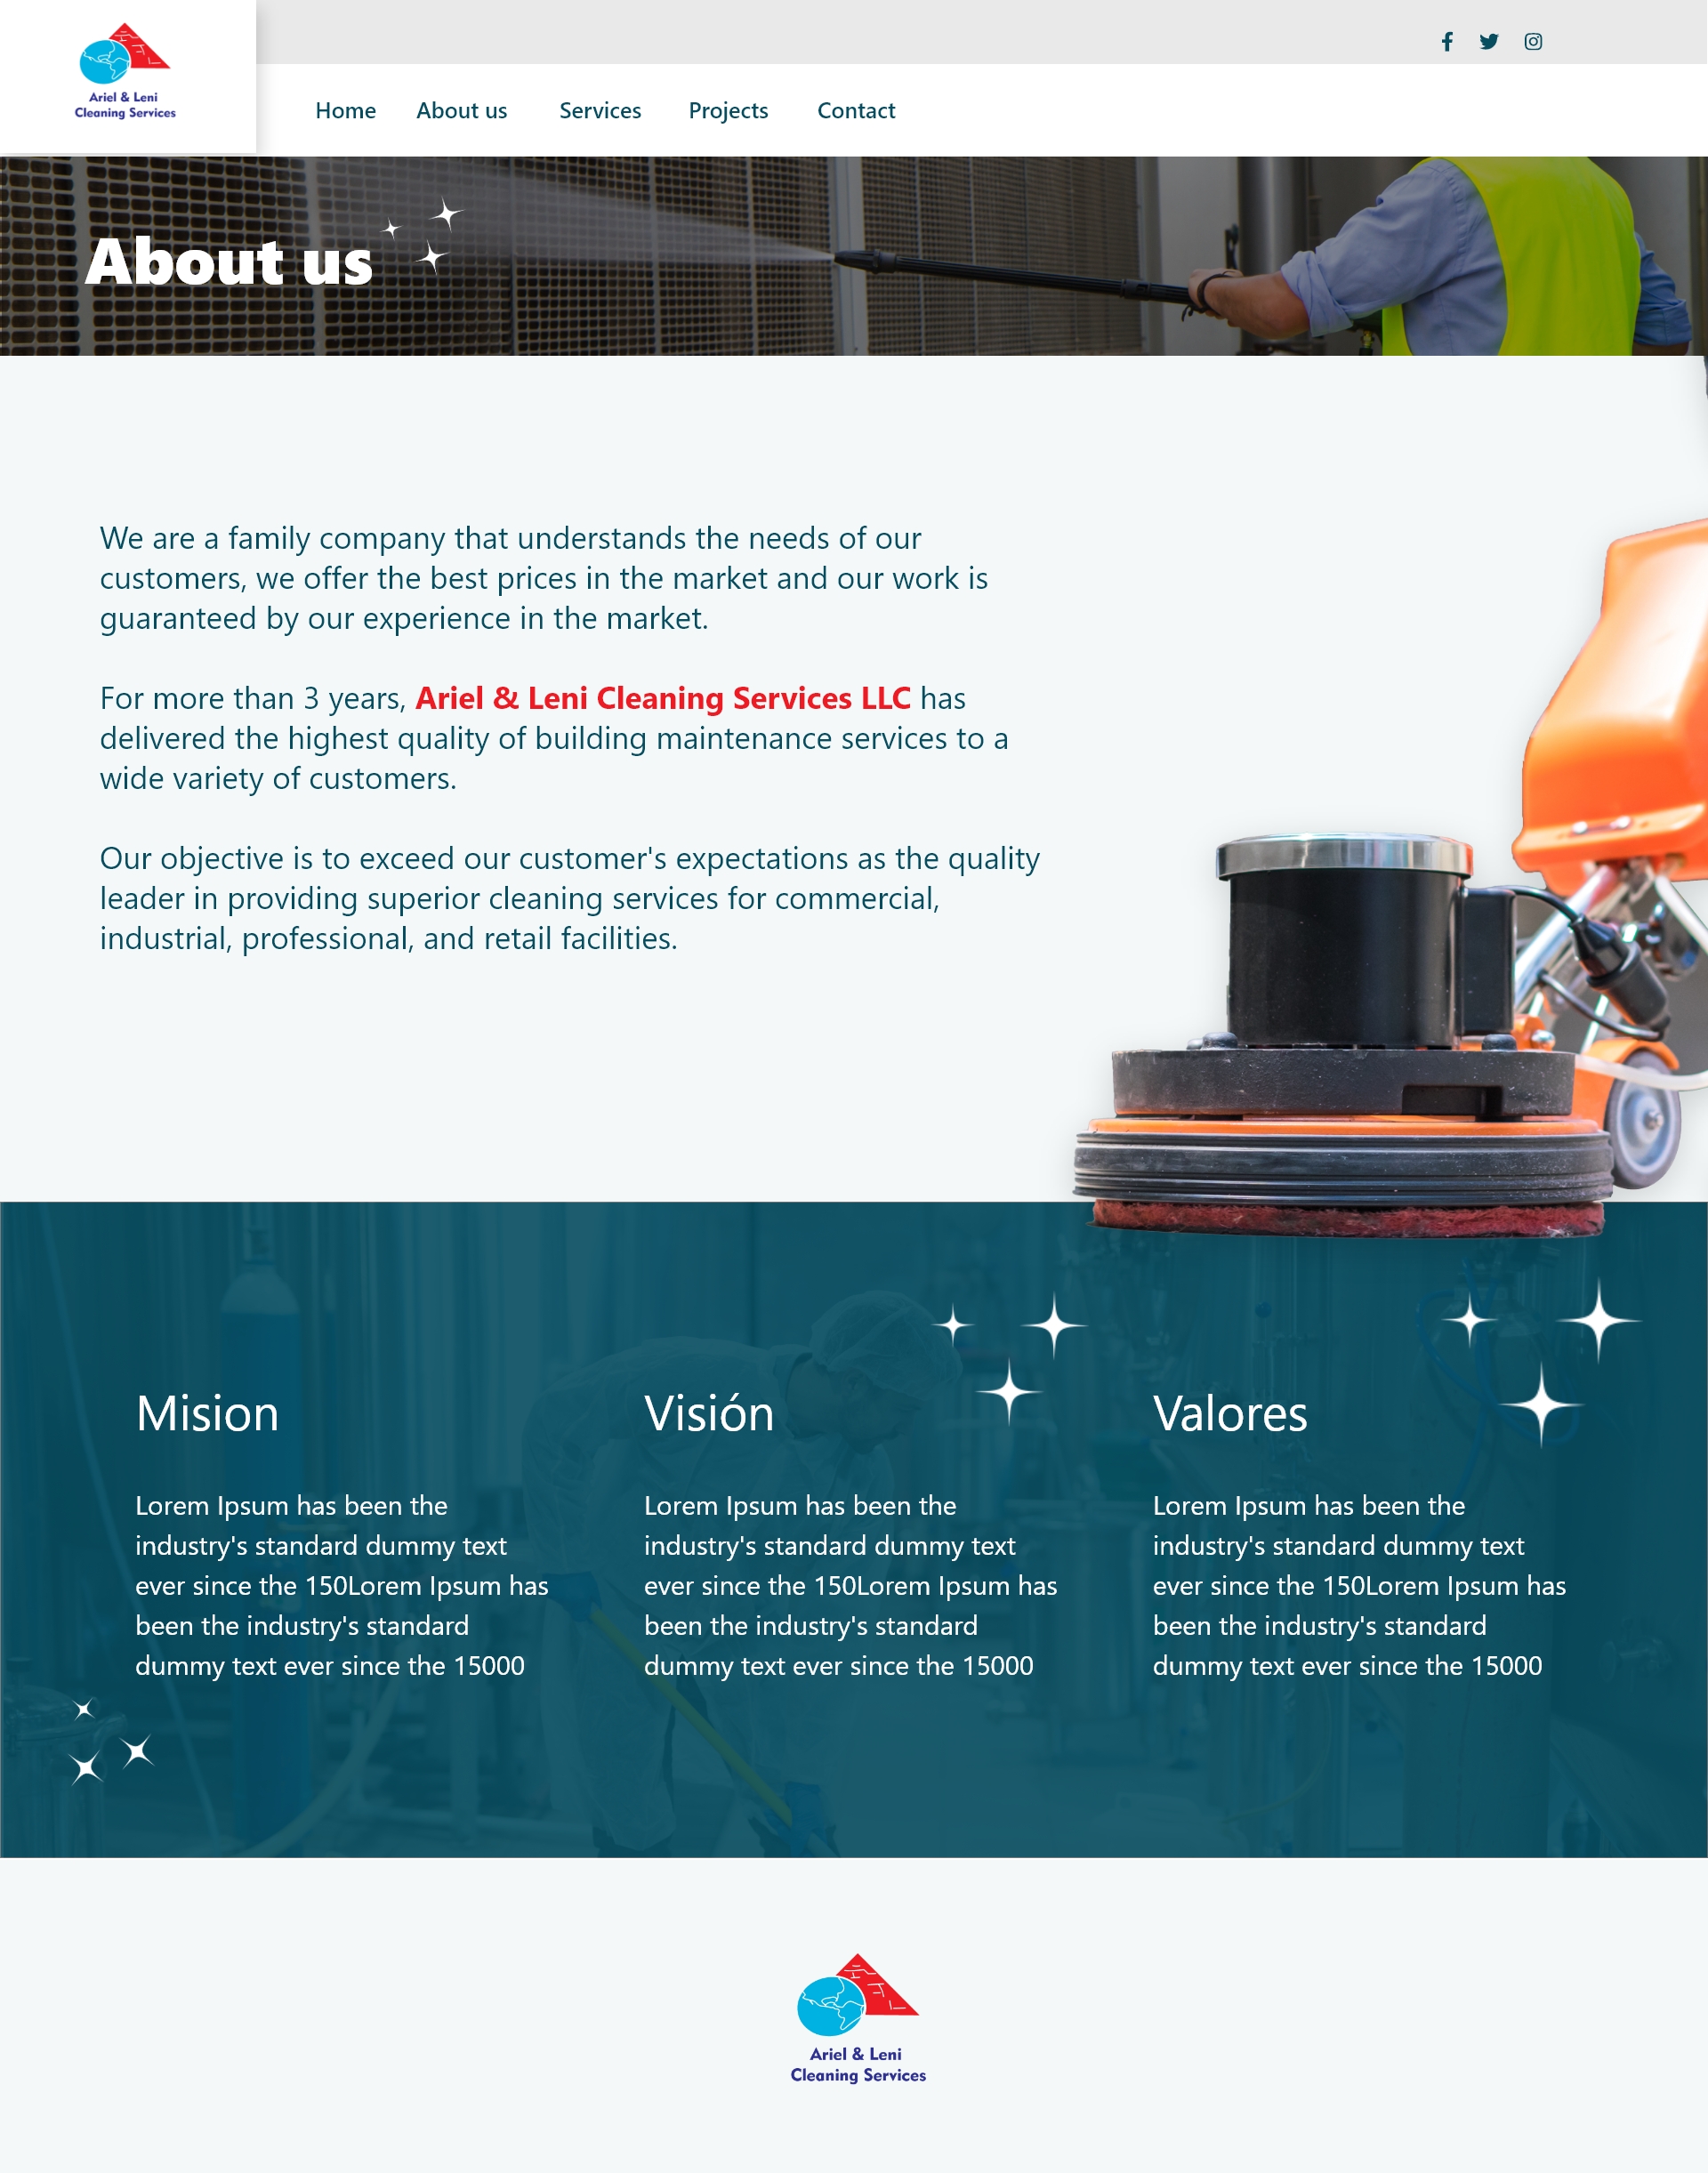 Ariel & Leni
Cleaning Services
Home About us Services Projects Contact
About us
We are a family company that understands the needs of our
customers, we offer the best prices in the market and our work is
guaranteed by our experience in the market.
For more than 3 years, Ariel & Leni Cleaning Services LLC has
delivered the highest quality of building maintenance services to a
wide variety of customers.
Our objective is to exceed our customer's expectations as the quality
leader in providing superior cleaning services for commercial,
industrial, professional, and retail facilities.
Mision
Lorem Ipsum has been the
industry's standard dummy text
ever since the 150Lorem Ipsum has
been the industry's standard
dummy text ever since the 15000
Visión
Lorem Ipsum has been the
industry's standard dummy text
ever since the 150Lorem Ipsum has
been the industry's standard
dummy text ever since the 15000
Valores
Lorem Ipsum has been the
industry's standard dummy text
ever since the 150Lorem Ipsum has
been the industry's standard
dummy text ever since the 15000
Ariel & Leni
Cleaning Services